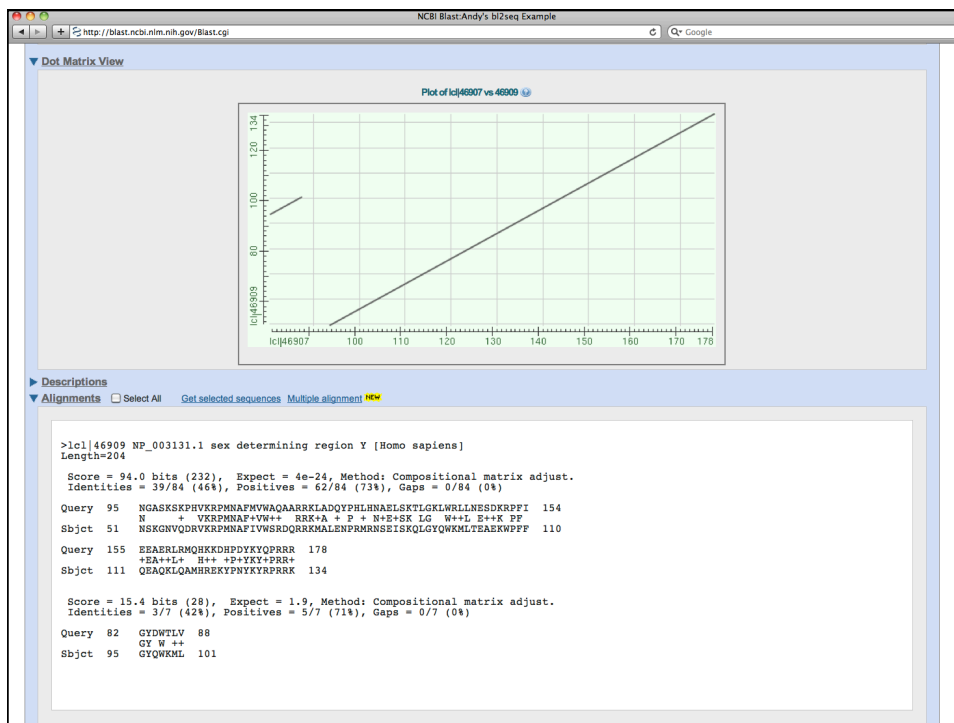 NCBI Blast:Andy's bl2seq Example
http://blast.ncbi.nlm.nih.gov/Blast.cgi
Google
Dot Matrix View
Plot of lcl|46907 vs 46909 ?
134
120
100
80
lcl|46909
lcl|46907 100 110 120 130 140 150 160 170 178
Descriptions
Alignments Select All Get selected sequences Multiple alignment NEW
>lcl|46909 NP_003131.1 sex determining region Y [Homo sapiens]
Length=204
Score = 94.0 bits (232), Expect = 4e-24, Method: Compositional matrix adjust.
Identities = 39/84 (46%), Positives = 62/84 (73%), Gaps = 0/84 (0%)
Query 95 NGASKSKPHVKRPMNAFMVWAQAARRKLADQYPHLHNAELSKTLGKLWRLLNESDKRPFI 154
N + VKRPMNAF+VW++ RRK+A + P + N+E+SK LG W++L E++K PF
Sbjct 51 NSKGNVQDRVKRPMNAFIVWSRDQRRKMALENPRMRNSEISKQLGYQWKMLTEAEKWPFF 110
Query 155 EEAERLRMQHKKDHPDYKYQPRRR 178
+EA++L+ H++ +P+YKY+PRR+
Sbjct 111 QEAQKLQAMHREKYPNYKYRPRRK 134
Score = 15.4 bits (28), Expect = 1.9, Method: Compositional matrix adjust.
Identities = 3/7 (42%), Positives = 5/7 (71%), Gaps = 0/7 (0%)
Query 82 GYDWTLV 88
GY W ++
Sbjct 95 GYQWKML 101